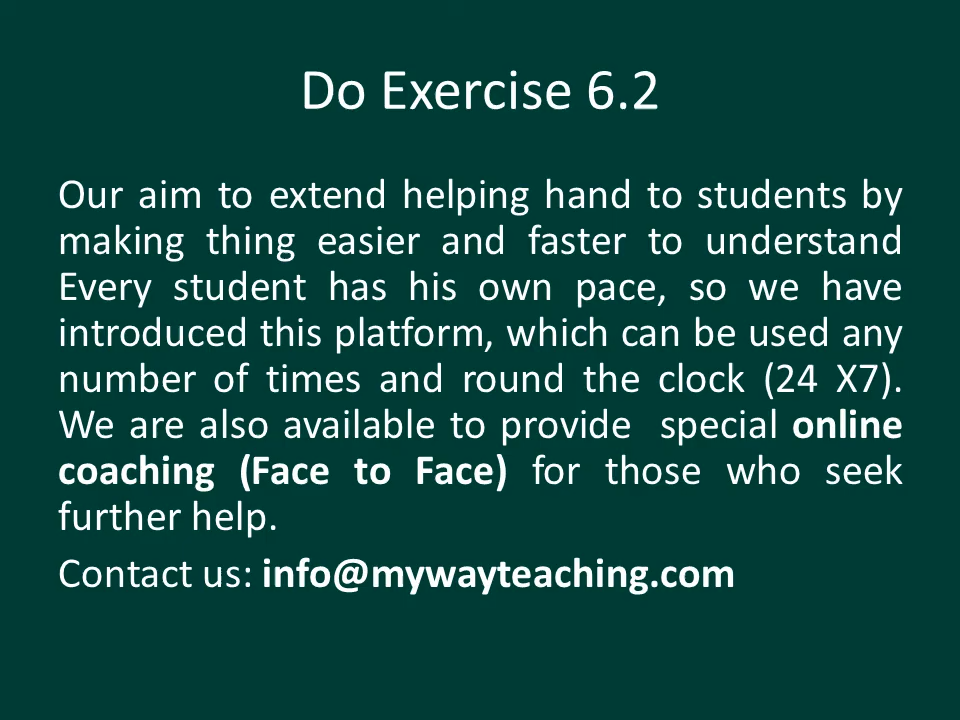 Do Exercise 6.2
Our aim to extend helping hand to students by
making thing easier and faster to understand
Every student has his own pace, so we have
introduced this platform, which can be used any
number of times and round the clock (24 X7).
We are also available to provide  special online
coaching (Face to Face) for those who seek
further help.
Contact us: info@mywayteaching.com